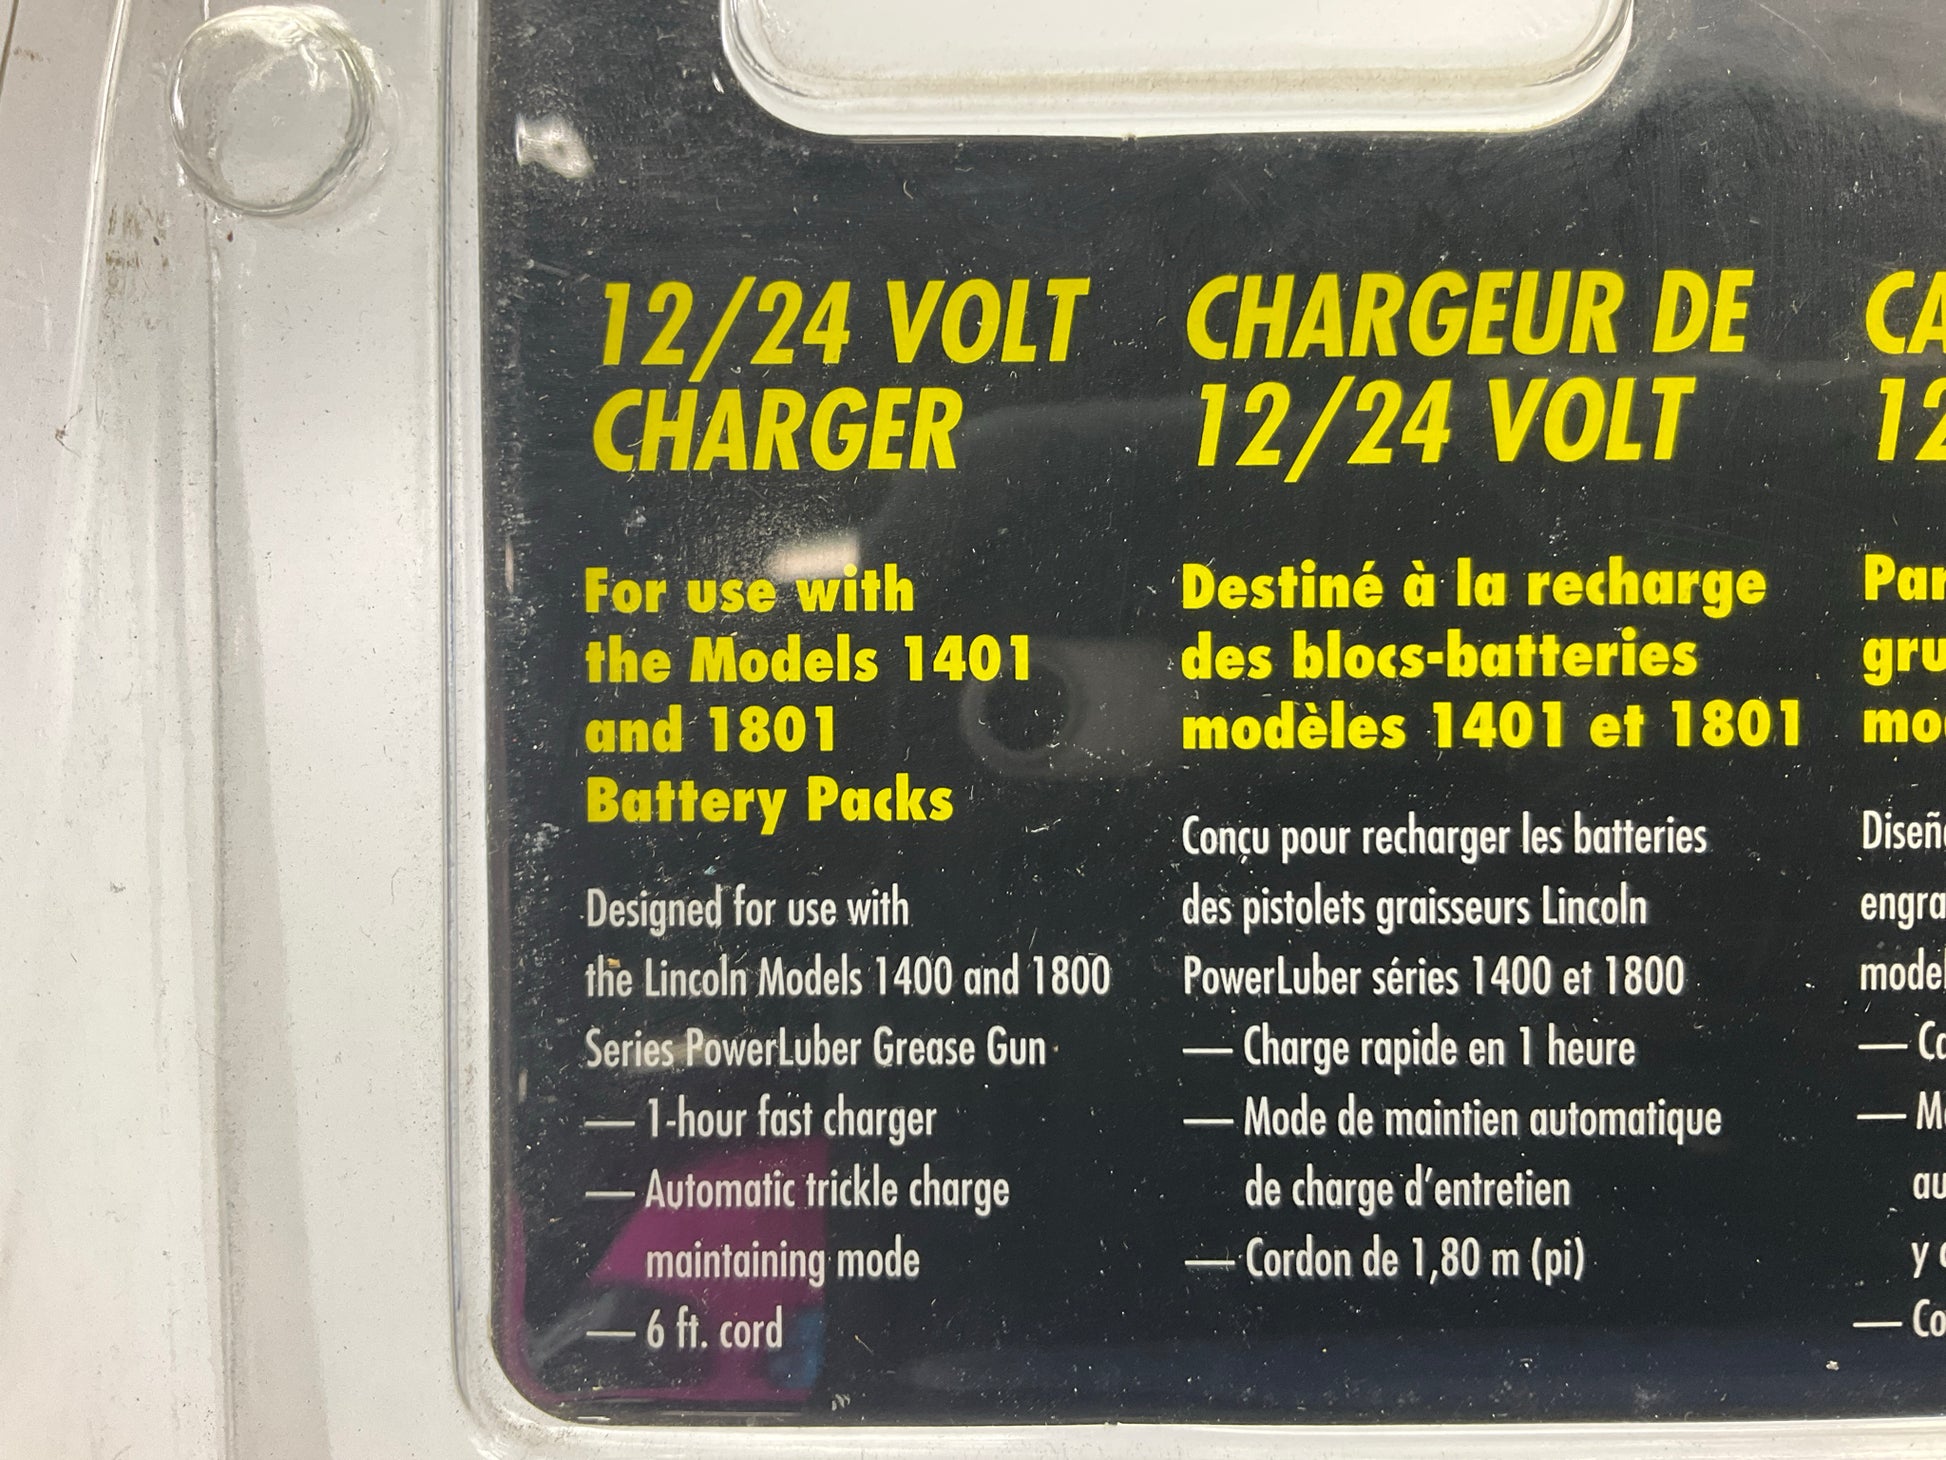 12/24 VOLT
CHARGER
For use with
the Models 1401
and 1801
Battery Packs
Designed for use with
the Lincoln Models 1400 and 1800
Series PowerLuber Grease Gun
— 1-hour fast charger
— Automatic trickle charge
maintaining mode
— 6 ft. cord
CHARGEUR DE
12/24 VOLT
Destiné à la recharge
des blocs-batteries
modèles 1401 et 1801
Conçu pour recharger les batteries
des pistolets graisseurs Lincoln
PowerLuber séries 1400 et 1800
— Charge rapide en 1 heure
— Mode de maintien automatique
de charge d'entretien
— Cordon de 1,80 m (pi)